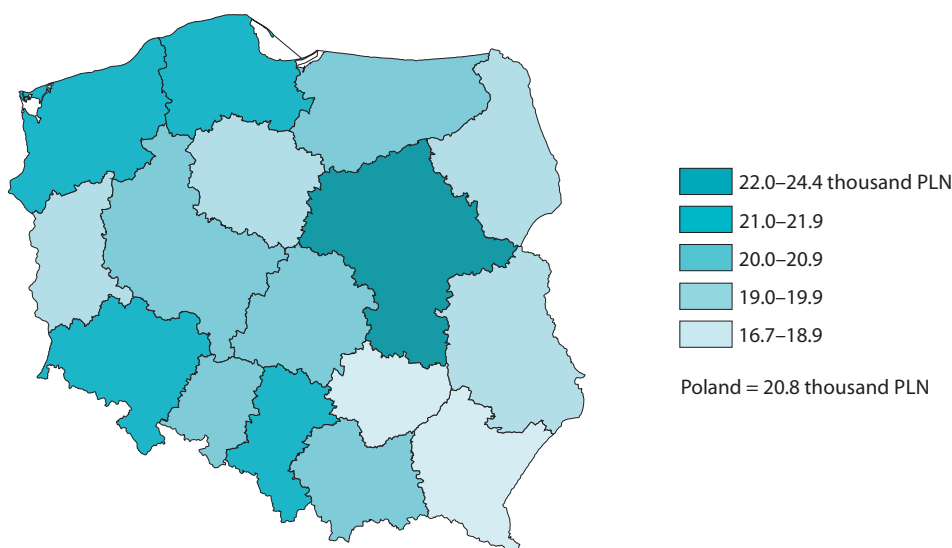 22.0–24.4 thousand PLN
21.0–21.9
20.0–20.9
19.0–19.9
16.7–18.9
Poland = 20.8 thousand PLN